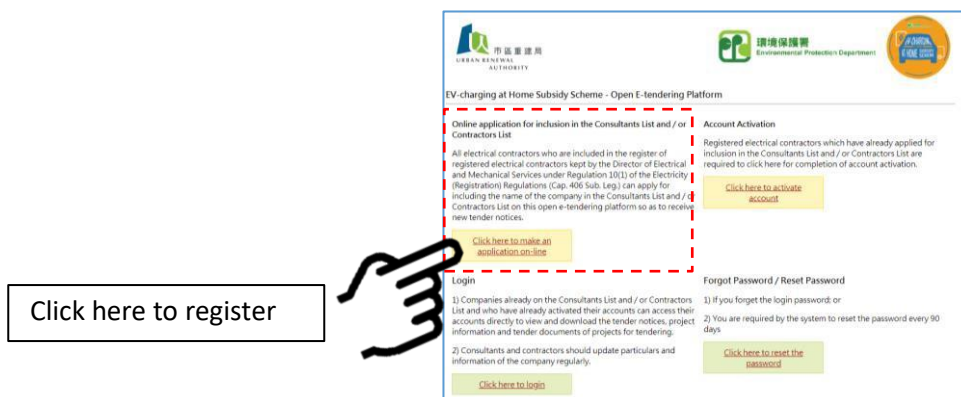 市區重建局
URBAN RENEWAL
AUTHORITY
環境保護署
Environmental Protection Department
EV-CHARGING
AT HOME SUBSIDY
SCHEME
EV-charging at Home Subsidy Scheme - Open E-tendering Platform
Online application for inclusion in the Consultants List and / or
Contractors List
All electrical contractors who are included in the register of
registered electrical contractors kept by the Director of Electrical
and Mechanical Services under Regulation 10(1) of the Electricity
(Registration) Regulations (Cap. 406 Sub. Leg.) can apply for
including the name of the company in the Consultants List and / or
Contractors List on this open e-tendering platform so as to receive
new tender notices.
Click here to make an
application on-line
Account Activation
Registered electrical contractors which have already applied for
inclusion in the Consultants List and / or Contractors List are
required to click here for completion of account activation.
Click here to activate
account
Login
1) Companies already on the Consultants List and / or Contractors
List and who have already activated their accounts can access their
accounts directly to view and download the tender notices, project
information and tender documents of projects for tendering.
2) Consultants and contractors should update particulars and
information of the company regularly.
Click here to login
Forgot Password / Reset Password
1) If you forget the login password: or
2) You are required by the system to reset the password every 90
days
Click here to reset the
password
Click here to register